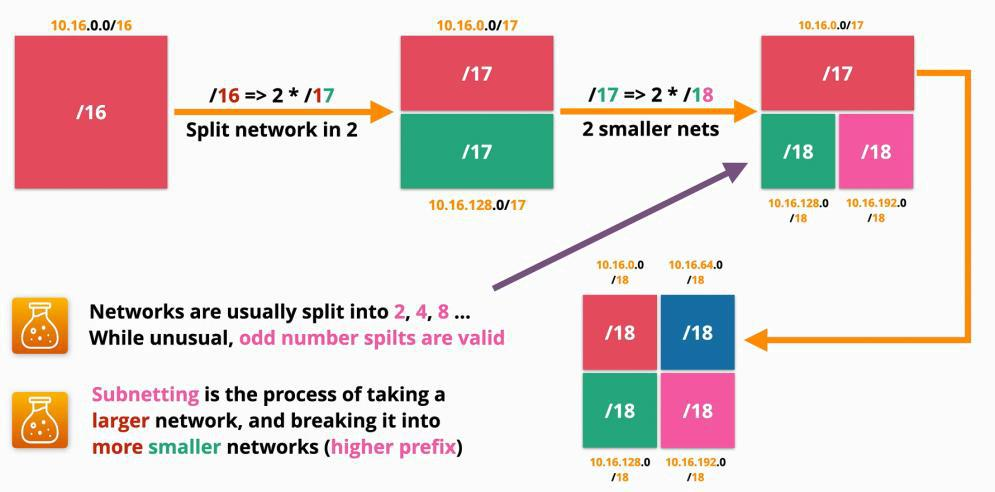 10.16.0.0/16
/16
/16 => 2 * /17
Split network in 2
10.16.0.0/17
/17
/17
10.16.128.0/17
/17 => 2 * /18
2 smaller nets
10.16.0.0/17
/17
/18
/18
10.16.128.0
/18
10.16.192.0
/18
Networks are usually split into 2, 4, 8 ...
While unusual, odd number spilts are valid
Subnetting is the process of taking a
larger network, and breaking it into
more smaller networks (higher prefix)
10.16.0.0
/18
10.16.64.0
/18
/18
/18
/18
/18
10.16.128.0
/18
10.16.192.0
/18